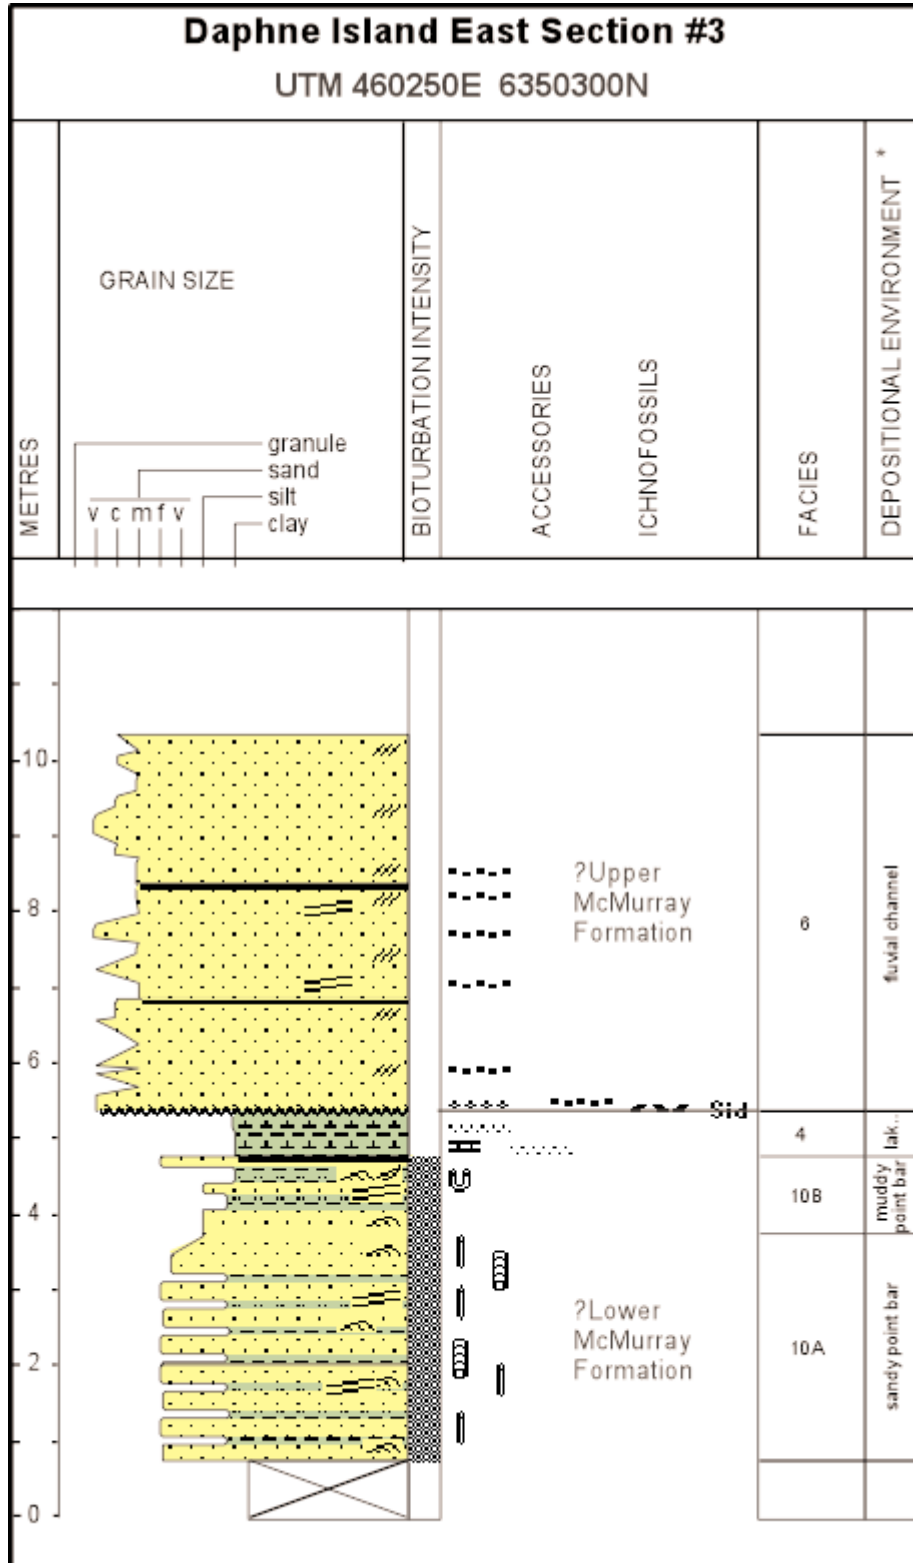 Daphne Island East Section #3
UTM 460250E 6350300N
METRES
GRAIN SIZE
granule
sand
silt
clay
v c m f v
BIOTURBATION INTENSITY
ACCESSORIES
ICHNOFOSSILS
FACIES
DEPOSITIONAL ENVIRONMENT *
10
8
6
4
2
0
?Upper
McMurray
Formation
Sid
?Lower
McMurray
Formation
6
4
10B
10A
fluvial channel
lak..
muddy
point bar
sandy point bar